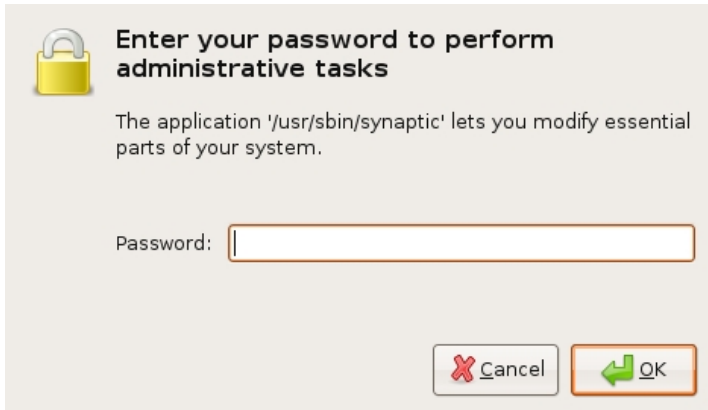 Enter your password to perform
administrative tasks
The application '/usr/sbin/synaptic' lets you modify essential
parts of your system.
Password:
Cancel OK